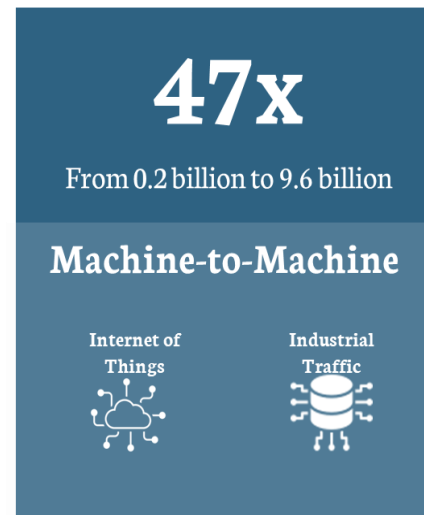 47x
From 0.2 billion to 9.6 billion
Machine-to-Machine
Internet of
Things
Industrial
Traffic